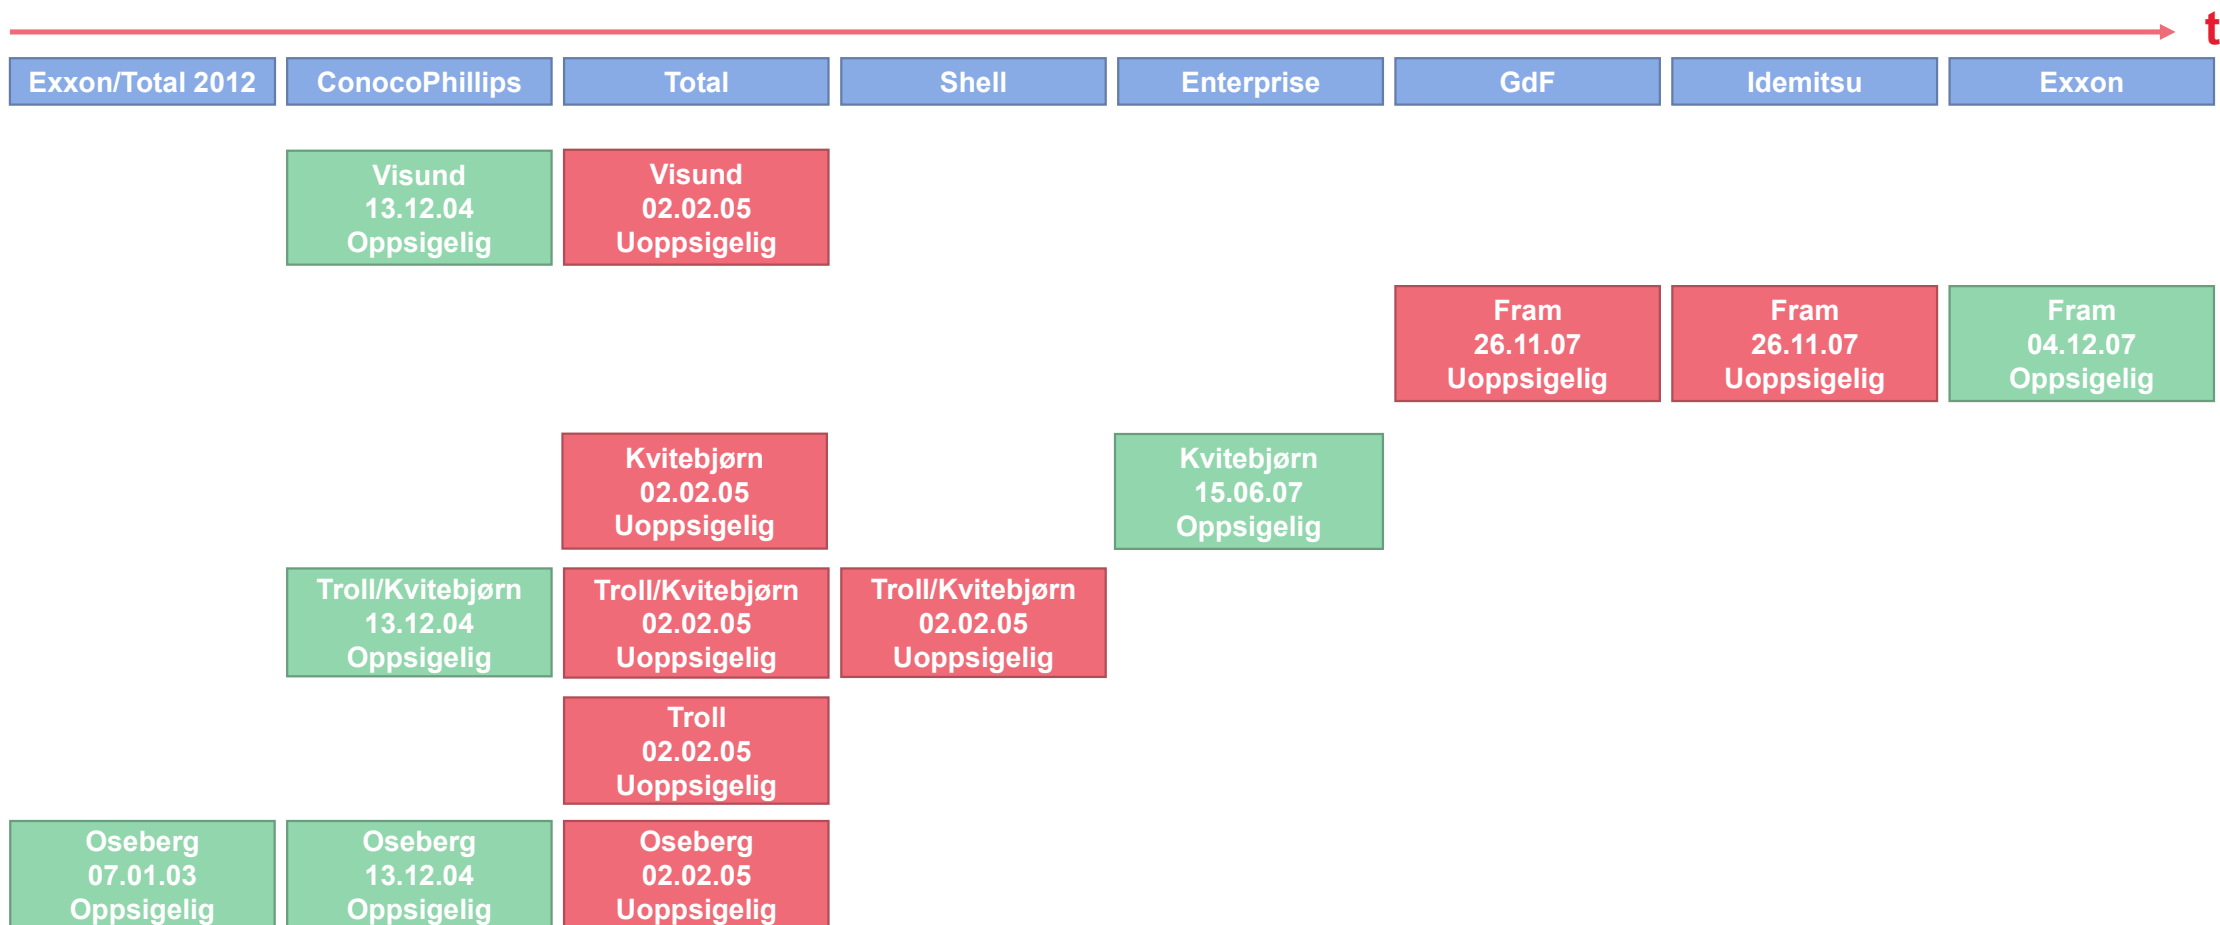 t
Exxon/Total 2012
ConocoPhillips
Total
Shell
Enterprise
GdF
Idemitsu
Exxon
Visund
13.12.04
Oppsigelig
Visund
02.02.05
Uoppsigelig
Fram
26.11.07
Uoppsigelig
Fram
26.11.07
Uoppsigelig
Fram
04.12.07
Oppsigelig
Kvitebjørn
02.02.05
Uoppsigelig
Kvitebjørn
15.06.07
Oppsigelig
Troll/Kvitebjørn
13.12.04
Oppsigelig
Troll/Kvitebjørn
02.02.05
Uoppsigelig
Troll/Kvitebjørn
02.02.05
Uoppsigelig
Troll
02.02.05
Uoppsigelig
Oseberg
07.01.03
Oppsigelig
Oseberg
13.12.04
Oppsigelig
Oseberg
02.02.05
Uoppsigelig